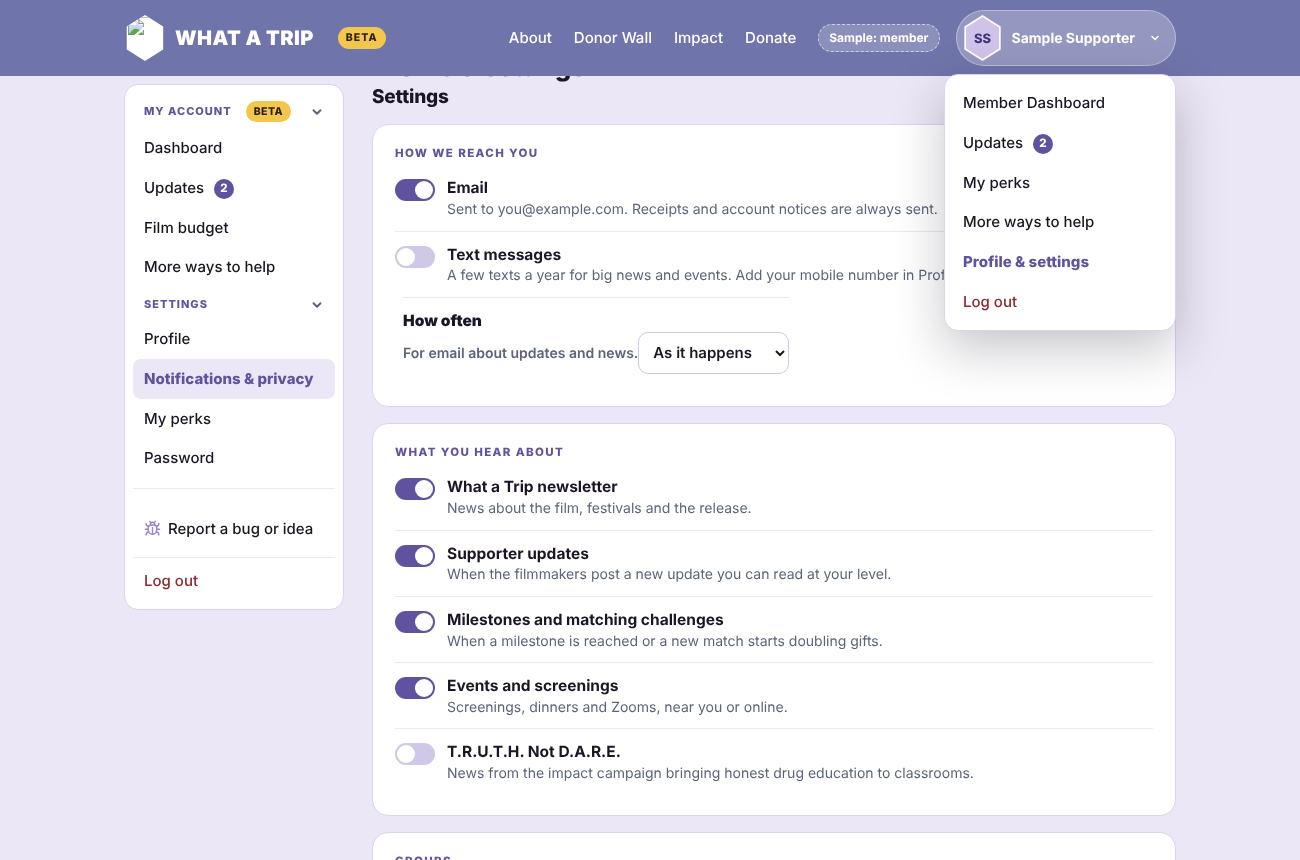 WHAT A TRIP
BETA
About
Donor Wall
Impact
Donate
Sample: member
SS
Sample Supporter
Member Dashboard
Updates 2
My perks
More ways to help
Profile & settings
Log out
MY ACCOUNT BETA
Dashboard
Updates 2
Film budget
More ways to help
SETTINGS
Profile
Notifications & privacy
My perks
Password
Report a bug or idea
Log out
Settings
HOW WE REACH YOU
Email
Sent to you@example.com. Receipts and account notices are always sent.
Text messages
A few texts a year for big news and events. Add your mobile number in
How often
For email about updates and news. As it happens
WHAT YOU HEAR ABOUT
What a Trip newsletter
News about the film, festivals and the release.
Supporter updates
When the filmmakers post a new update you can read at your level.
Milestones and matching challenges
When a milestone is reached or a new match starts doubling gifts.
Events and screenings
Screenings, dinners and Zooms, near you or online.
T.R.U.T.H. Not D.A.R.E.
News from the impact campaign bringing honest drug education to classrooms.